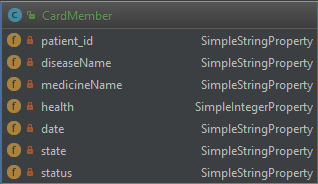 C CardMember
f patient_id SimpleStringProperty
f diseaseName SimpleStringProperty
f medicineName SimpleStringProperty
f health SimpleIntegerProperty
f date SimpleStringProperty
f state SimpleStringProperty
f status SimpleStringProperty